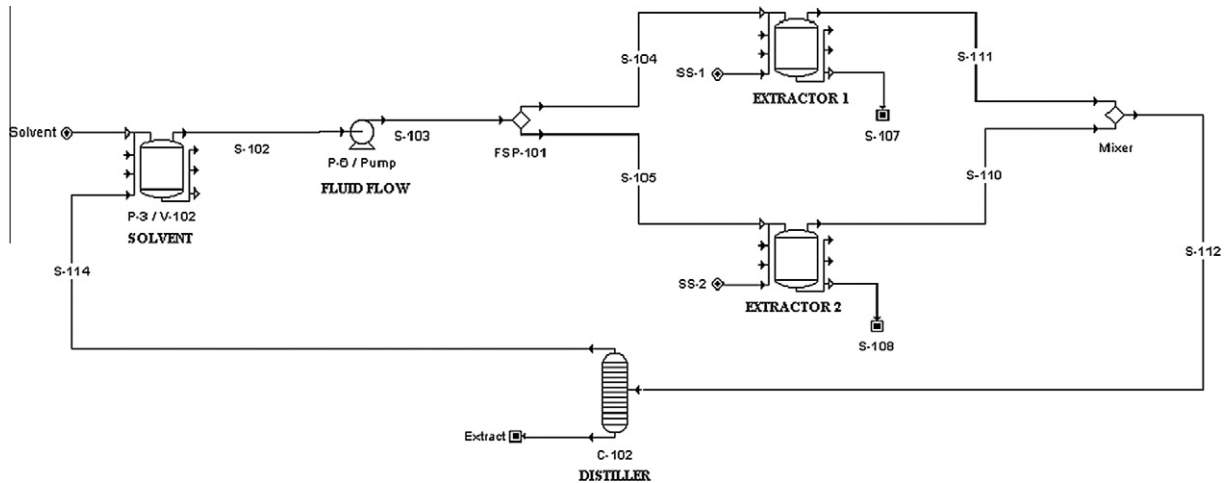 S-104
SS-1
EXTRACTOR 1
S-107
S-111
Solvent
S-102
P-3 / V-102
SOLVENT
P-6 / Pump
FLUID FLOW
S-103
FSP-101
S-105
SS-2
EXTRACTOR 2
S-108
S-110
Mixer
S-112
S-114
Extract
C-102
DISTILLER